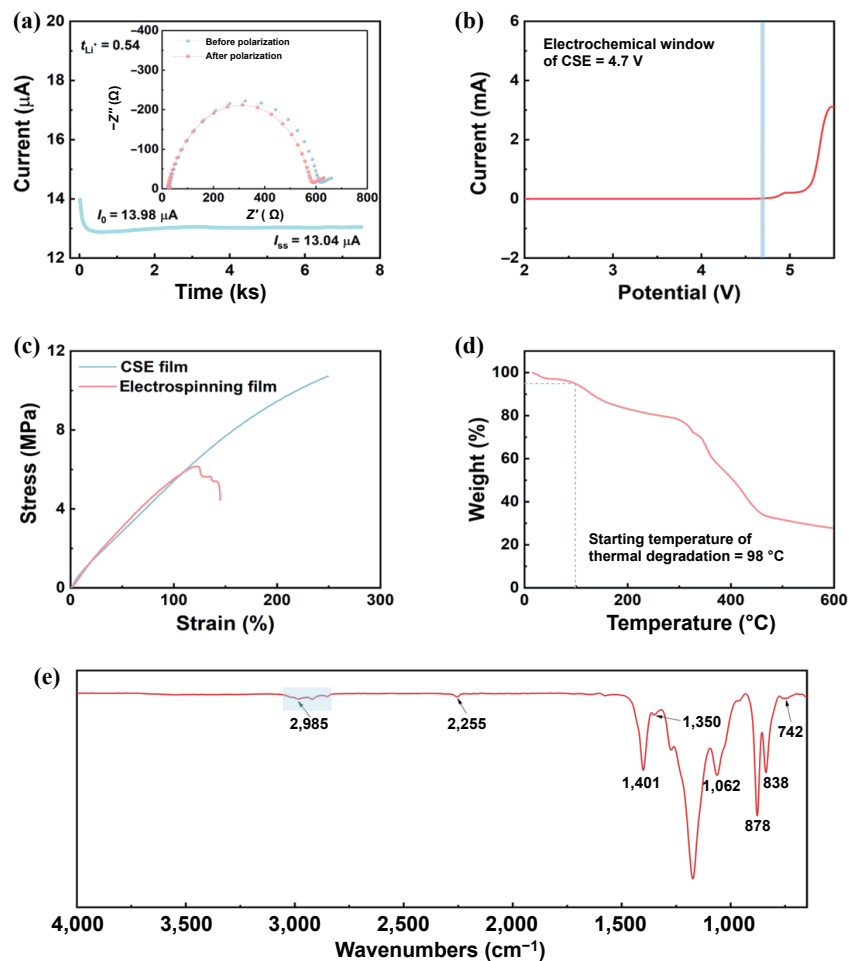 (a)
t_Li+ = 0.54
Before polarization
After polarization
−Z″ (Ω)
−400
−300
−200
−100
0
0 200 400 600 800
Z′ ( Ω)
Current (μA)
20
18
16
14
12
I0 = 13.98 μA
Iss = 13.04 μA
0 2 4 6 8
Time (ks)
(b)
Electrochemical window
of CSE = 4.7 V
Current (mA)
6
4
2
0
−2
2 3 4 5
Potential (V)
(c)
CSE film
Electrospinning film
Stress (MPa)
12
8
4
0
0 100 200 300
Strain (%)
(d)
Weight (%)
100
80
60
40
20
0
Starting temperature of
thermal degradation = 98 °C
0 200 400 600
Temperature (°C)
(e)
2,985
2,255
1,401
1,350
1,062
878
838
742
4,000 3,500 3,000 2,500 2,000 1,500 1,000
Wavenumbers (cm−1)